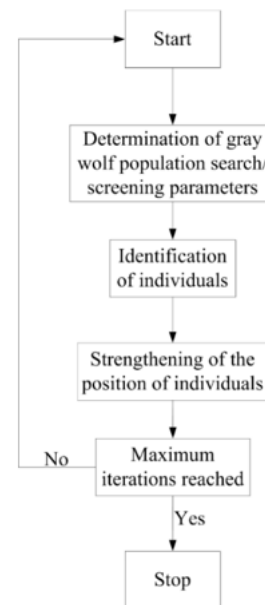 Start
Determination of gray
wolf population search/
screening parameters
Identification
of individuals
Strengthening of the
position of individuals
Maximum
iterations reached
No
Yes
Stop